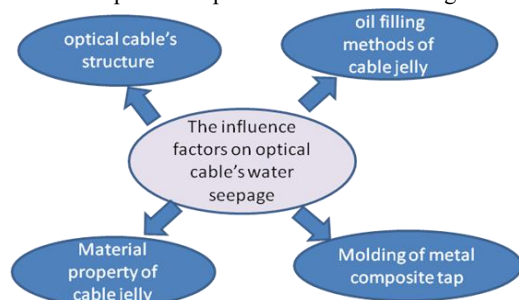 optical cable's
structure
oil filling
methods of
cable jelly
The influence
factors on optical
cable's water
seepage
Material
property of
cable jelly
Molding of metal
composite tap